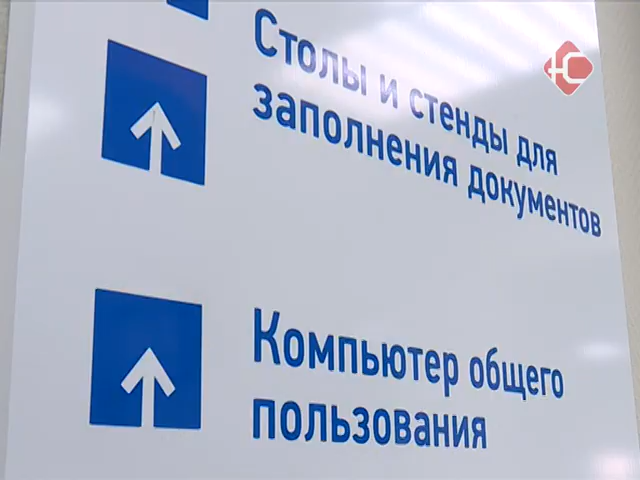 Столы и стенды для
заполнения документов
Компьютер общего
пользования